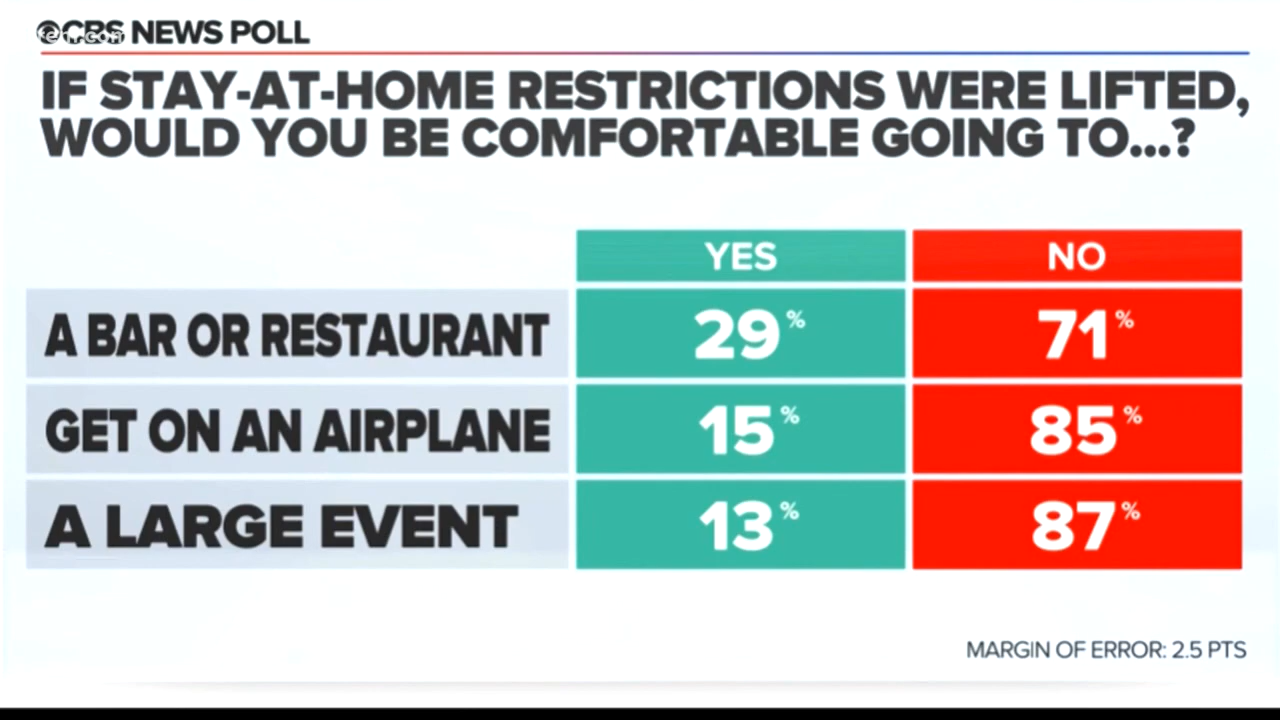 CBS NEWS POLL
IF STAY-AT-HOME RESTRICTIONS WERE LIFTED,
WOULD YOU BE COMFORTABLE GOING TO...?
YES NO
A BAR OR RESTAURANT 29% 71%
GET ON AN AIRPLANE 15% 85%
A LARGE EVENT 13% 87%
MARGIN OF ERROR: 2.5 PTS